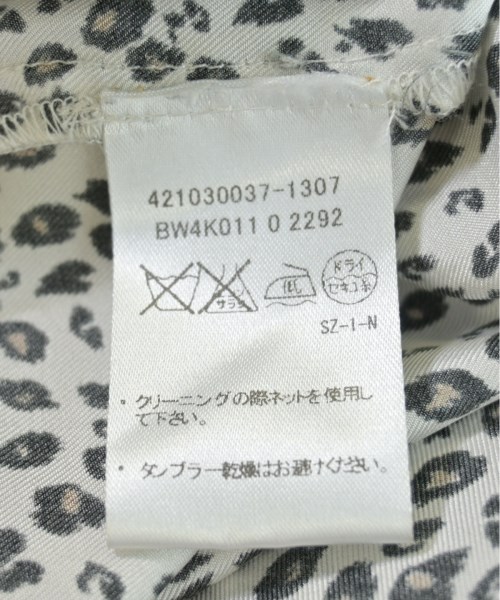 421030037-1307
BW4K011 0 2292
サラシ
低
ドライ
セキユ系
SZ-I-N
・クリーニングの際ネットを使用し
て下さい。
・タンブラー乾燥はお避けください。